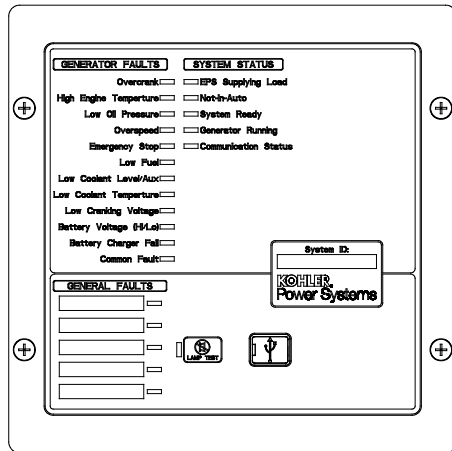 GENERATOR FAULTS
Overcrank
High Engine Temperture
Low Oil Pressure
Overspeed
Emergency Stop
Low Fuel
Low Coolant Level/Aux
Low Coolant Temperture
Low Cranking Voltage
Battery Voltage (Hi/Lo)
Battery Charger Fail
Common Fault
SYSTEM STATUS
EPS Supplying Load
Not-in-Auto
System Ready
Generator Running
Communication Status
System ID:
KOHLER®
Power Systems
GENERAL FAULTS
LAMP TEST